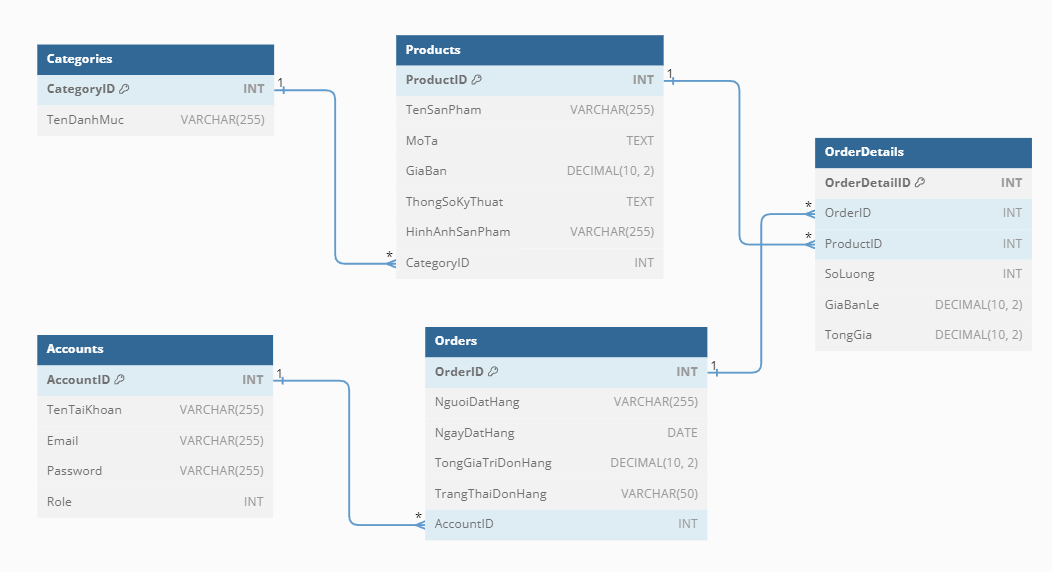 Categories
CategoryID INT
TenDanhMuc VARCHAR(255)
1
*
Products
ProductID INT
TenSanPham VARCHAR(255)
MoTa TEXT
GiaBan DECIMAL(10, 2)
ThongSoKyThuat TEXT
HinhAnhSanPham VARCHAR(255)
CategoryID INT
1
*
OrderDetails
OrderDetailID INT
OrderID INT
ProductID INT
SoLuong INT
GiaBanLe DECIMAL(10, 2)
TongGia DECIMAL(10, 2)
*
Accounts
AccountID INT
TenTaiKhoan VARCHAR(255)
Email VARCHAR(255)
Password VARCHAR(255)
Role INT
1
*
Orders
OrderID INT
NguoiDatHang VARCHAR(255)
NgayDatHang DATE
TongGiaTriDonHang DECIMAL(10, 2)
TrangThaiDonHang VARCHAR(50)
AccountID INT
1